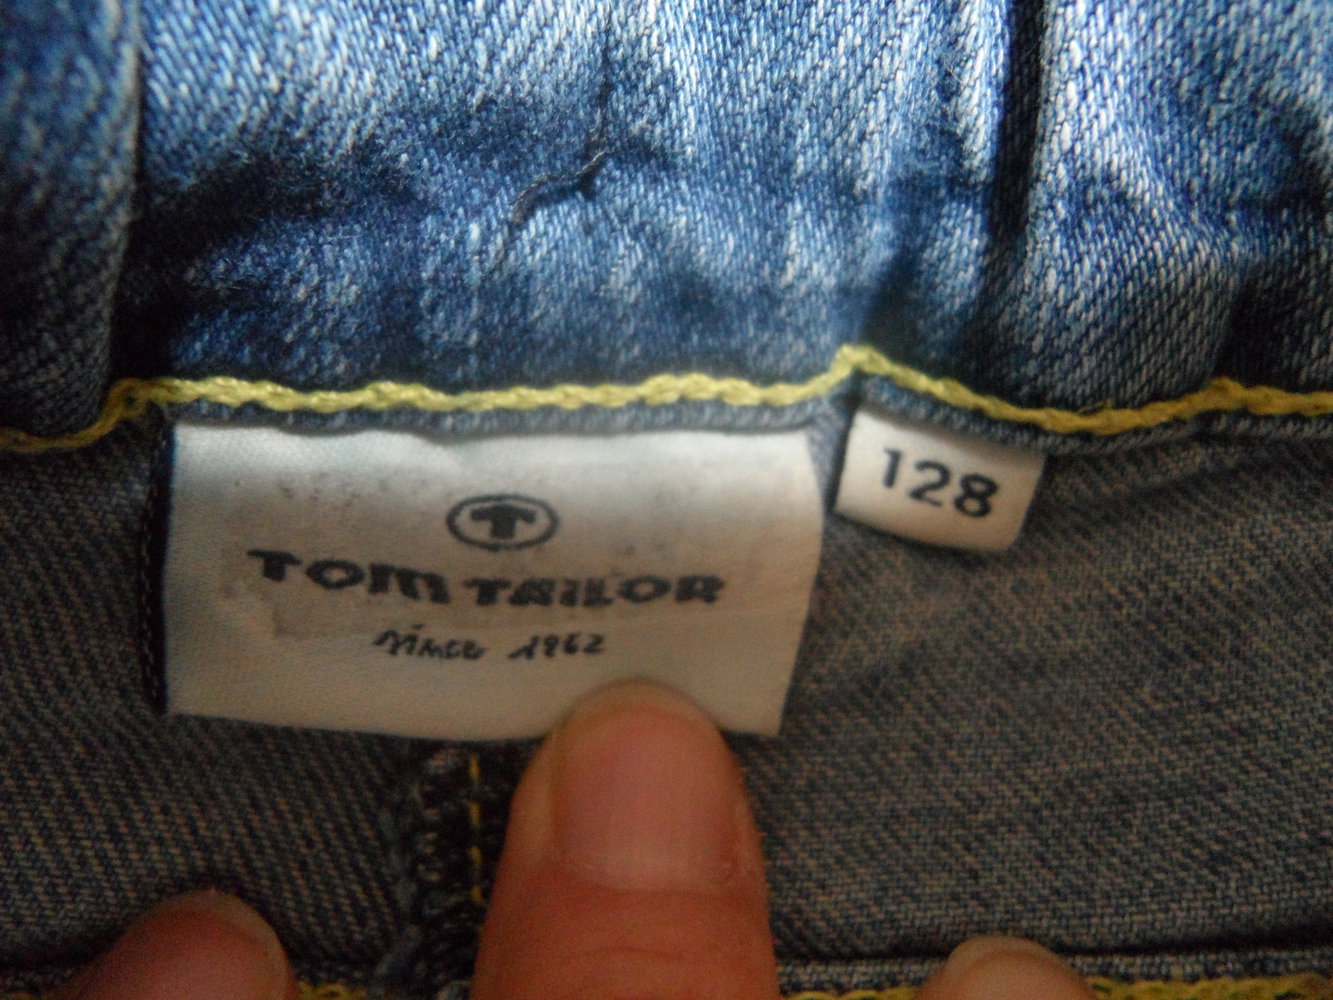 T
TOM TAILOR
since 1962
128